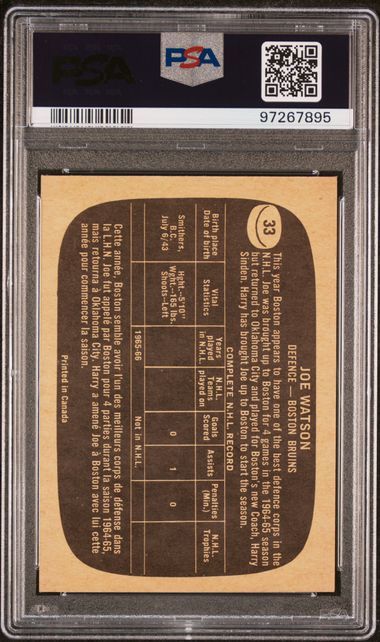 PSA
PSA
97267895
33
JOE WATSON
DEFENCE — BOSTON BRUINS
This year Boston appears to have one of the best defence corps in the
N.H.L. Joe was brought up to Boston for 4 games in the 1964-65 season
but returned to Oklahoma City and played for Boston's new Coach, Harry
Sinden. Harry has brought Joe up to Boston to start the season.
COMPLETE N.H.L. RECORD
Birth place Vital Years N.H.L. Goals Assists Penalties N.H.L.
Date of birth Statistics played Teams Scored (Min.) Trophies
in N.H.L. played on
Smithers, Hght.-5'10"
B.C. Wght.-165 lbs. 0 1 0
July 6/43 Shoots-Left
1965-66 Not in N.H.L.
Cette année, Boston semble avoir l'un des meilleurs corps de défense dans
la L.H.N. Joe fut appelé par Boston pour 4 parties durant la saison 1964-65,
mais retourna à Oklahoma City. Harry a amené Joe à Boston avec lui cette
année pour commencer la saison.
Printed in Canada